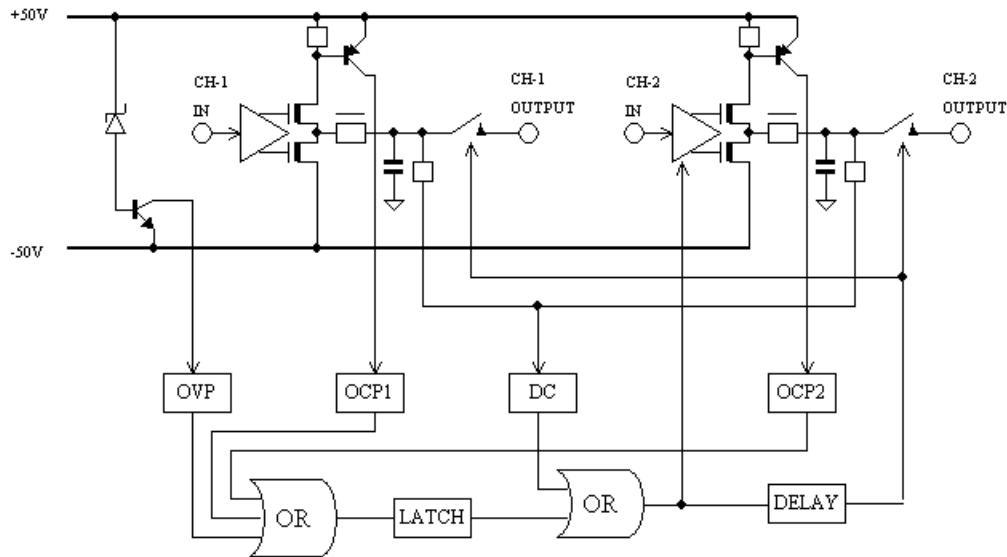 +50V
CH-1
IN
CH-1
OUTPUT
CH-2
IN
CH-2
OUTPUT
-50V
OVP
OCP1
DC
OCP2
OR
LATCH
OR
DELAY